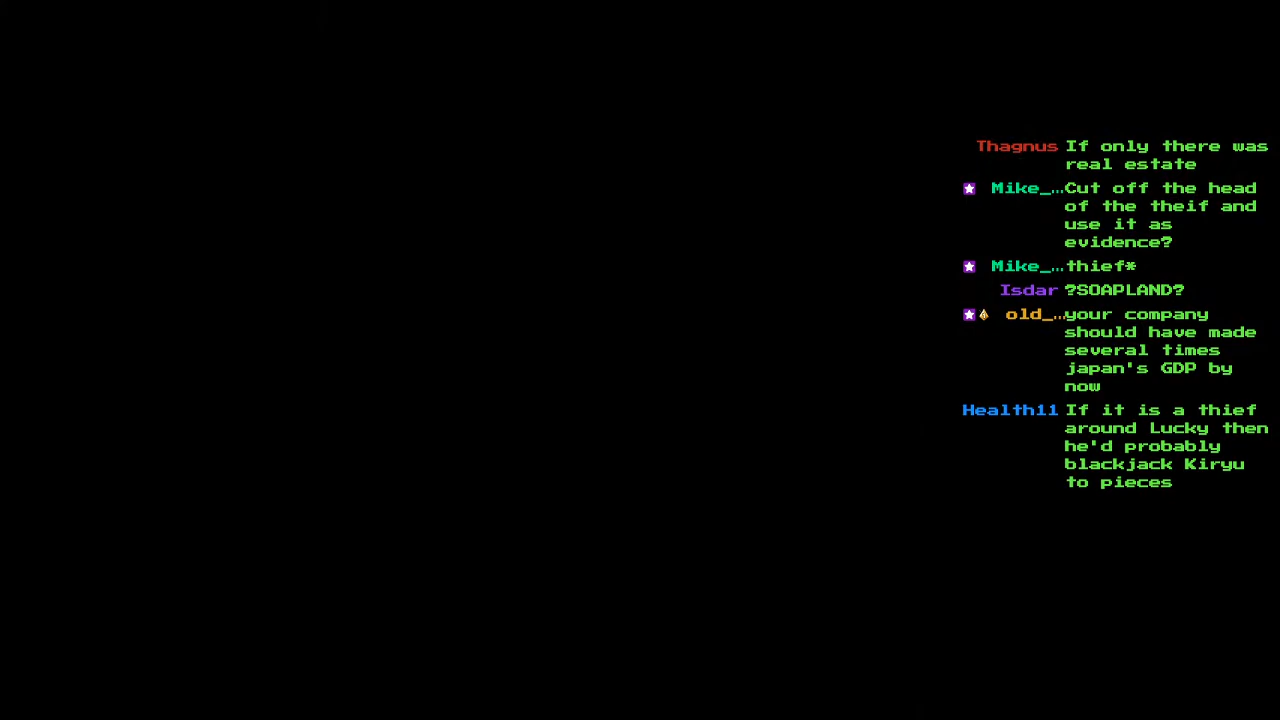 Thagnus If only there was
real estate
Mike_... Cut off the head
of the theif and
use it as
evidence?
Mike_... thief*
Isdar ?SOAPLAND?
old_... your company
should have made
several times
japan's GDP by
now
Health11 If it is a thief
around Lucky then
he'd probably
blackjack Kiryu
to pieces